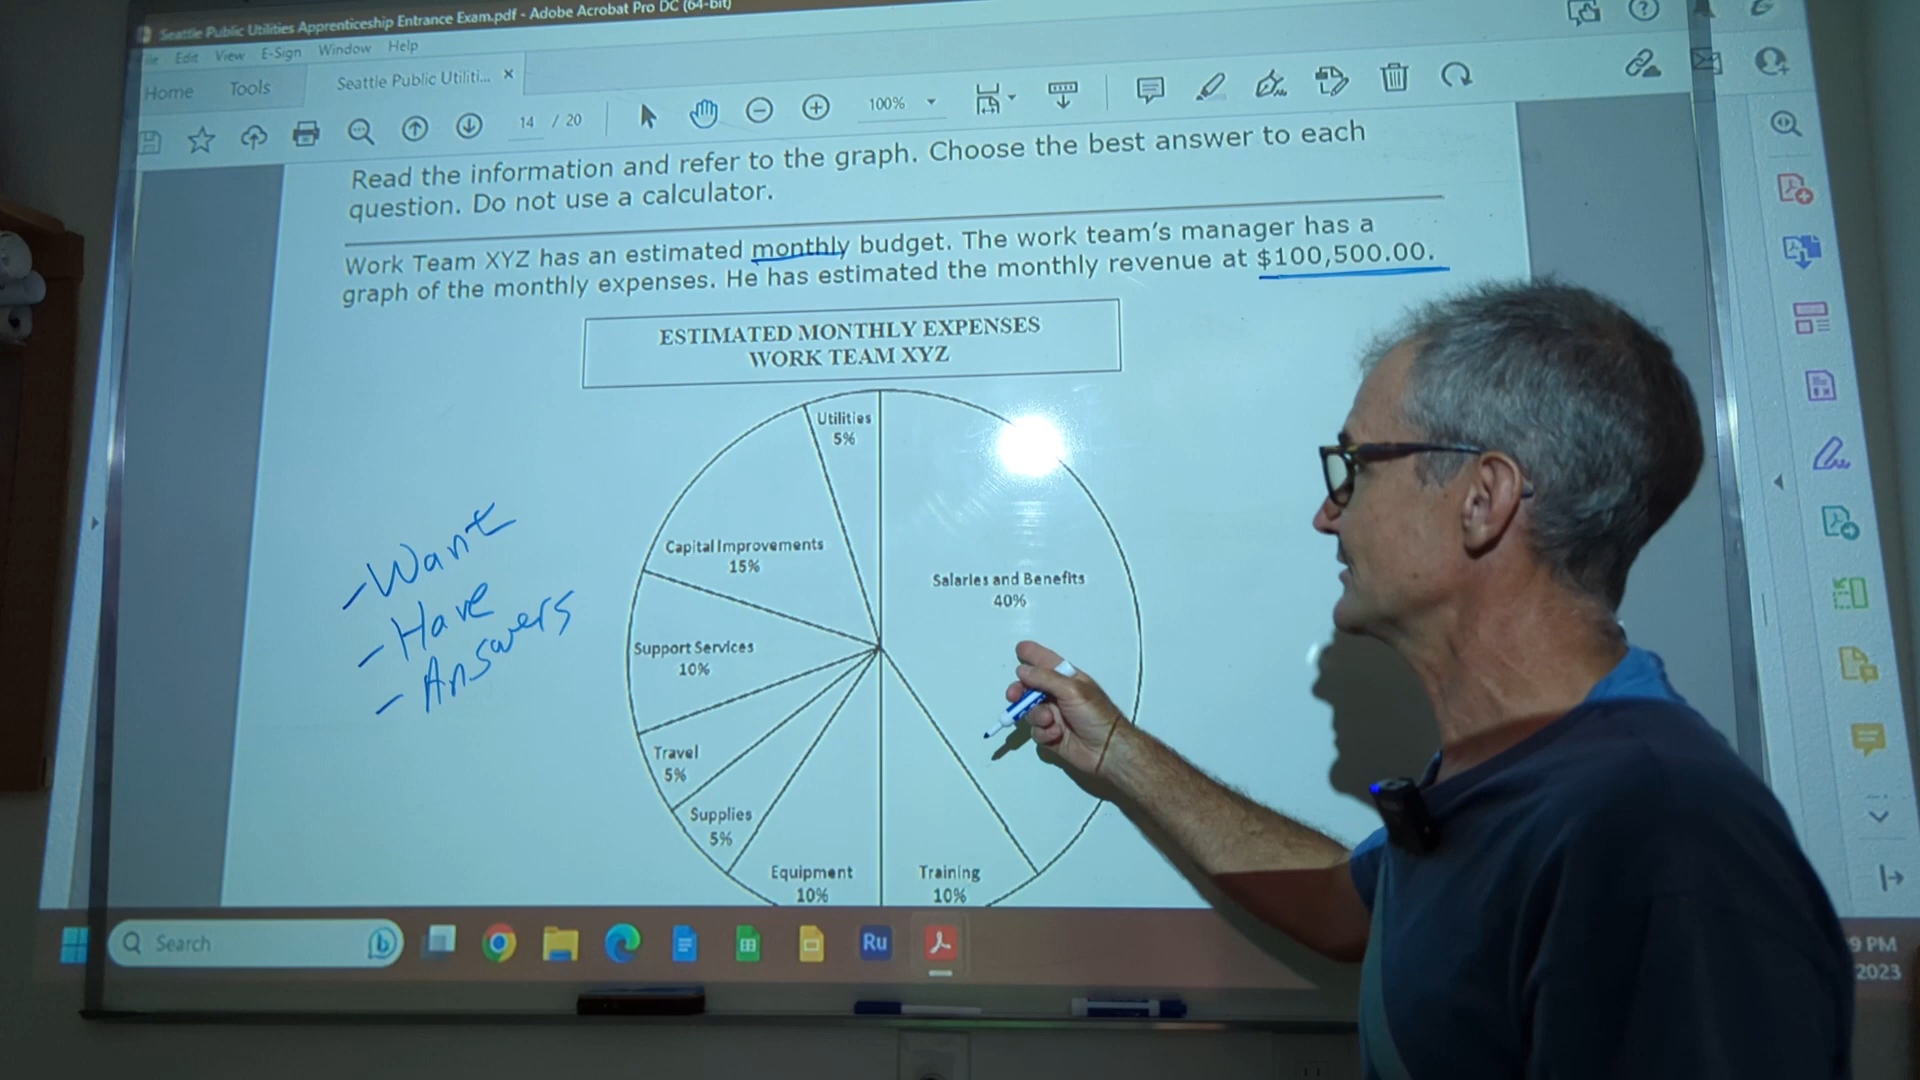 Seattle Public Utilities Apprenticeship Entrance Exam.pdf - Adobe Acrobat Pro DC (64-bit)
Edit View E-Sign Window Help
Home Tools Seattle Public Utiliti... ×
14 / 20 100%
Read the information and refer to the graph. Choose the best answer to each
question. Do not use a calculator.
Work Team XYZ has an estimated monthly budget. The work team's manager has a
graph of the monthly expenses. He has estimated the monthly revenue at $100,500.00.
ESTIMATED MONTHLY EXPENSES
WORK TEAM XYZ
Utilities
5%
Capital Improvements
15%
Salaries and Benefits
40%
Support Services
10%
Travel
5%
Supplies
5%
Equipment
10%
Training
10%
- Want
- Have
- Answers
Search
Ru
9 PM
2023